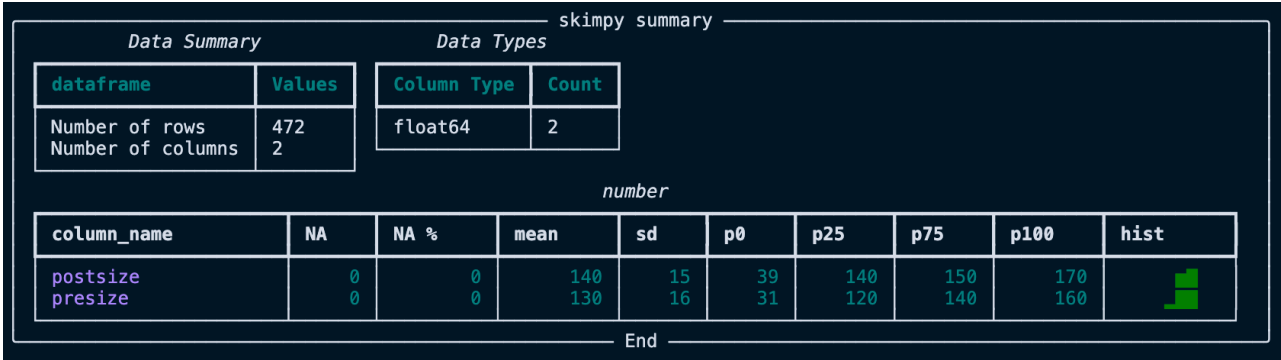 skimpy summary
Data Summary Data Types
dataframe Values Column Type Count
Number of rows 472 float64 2
Number of columns 2
number
column_name NA NA % mean sd p0 p25 p75 p100 hist
postsize 0 0 140 15 39 140 150 170
presize 0 0 130 16 31 120 140 160
End